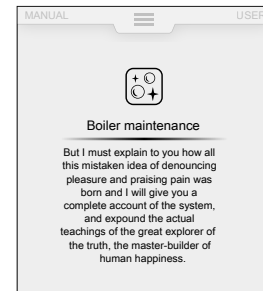 MANUAL
USER
Boiler maintenance
But I must explain to you how all
this mistaken idea of denouncing
pleasure and praising pain was
born and I will give you a
complete account of the system,
and expound the actual
teachings of the great explorer of
the truth, the master-builder of
human happiness.